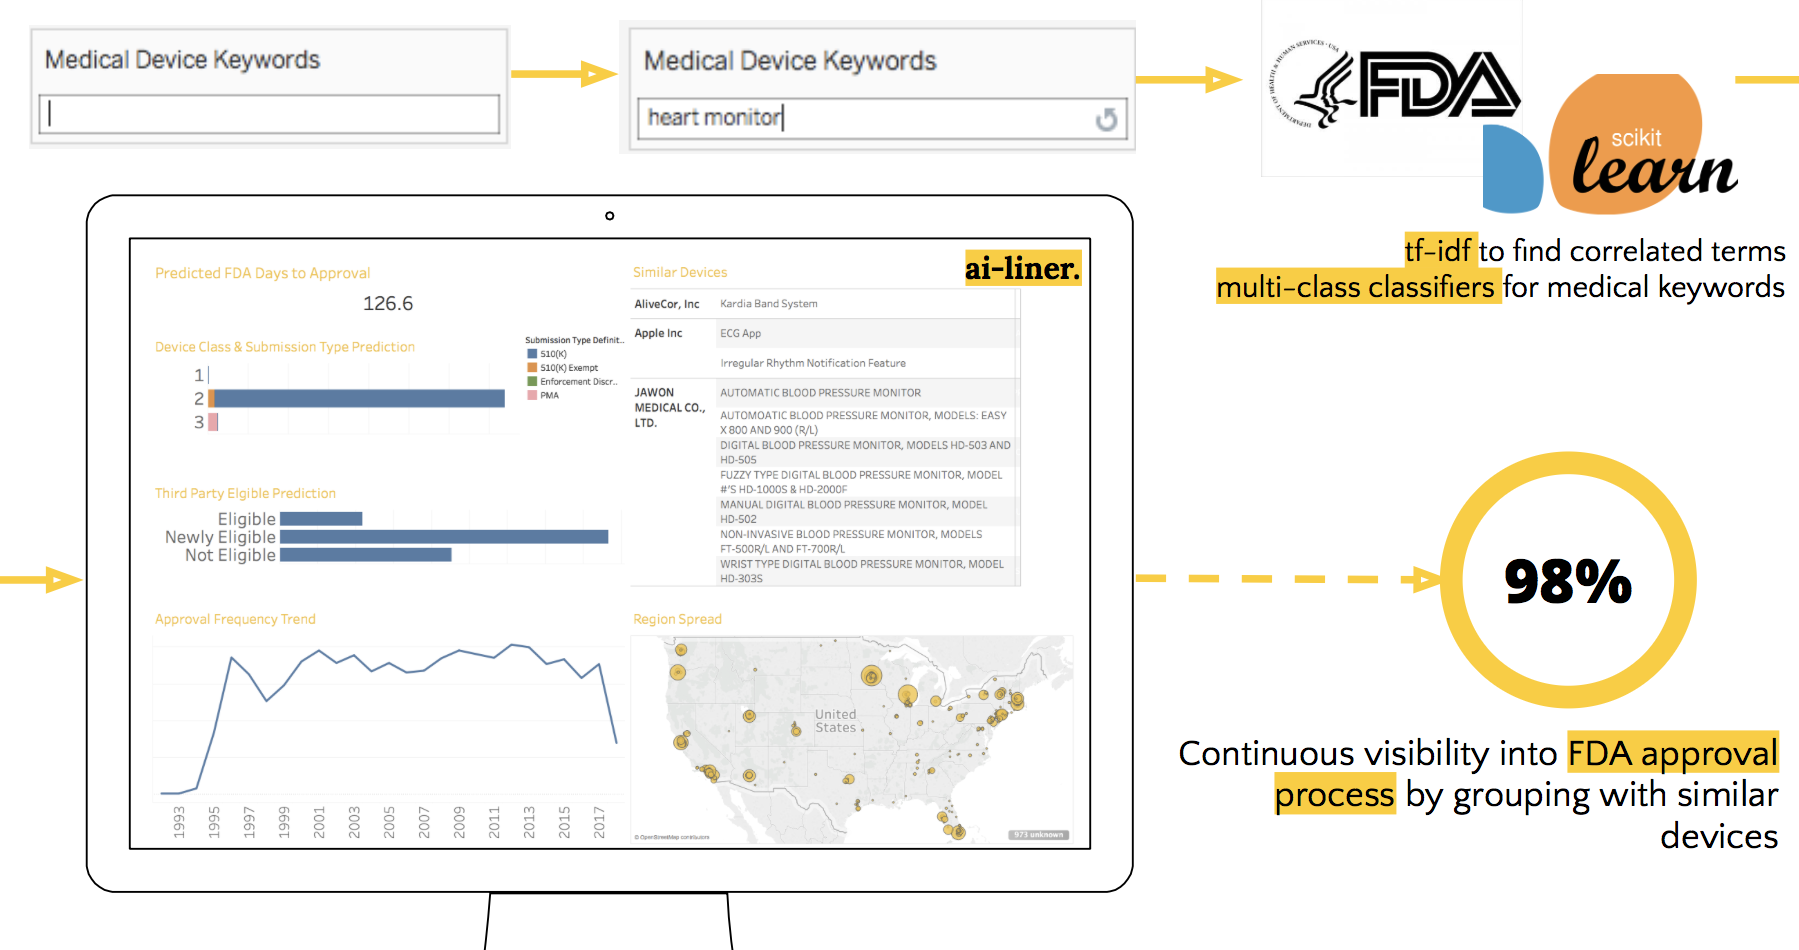 Medical Device Keywords
Medical Device Keywords
heart monitor
DEPARTMENT OF HEALTH & HUMAN SERVICES · USA
FDA
scikit
learn
tf-idf to find correlated terms
multi-class classifiers for medical keywords
ai-liner.
Predicted FDA Days to Approval
126.6
Device Class & Submission Type Prediction
1
2
3
Submission Type Definit..
510(K)
510(K) Exempt
Enforcement Discr..
PMA
Third Party Elgible Prediction
Eligible
Newly Eligible
Not Eligible
Approval Frequency Trend
1993
1995
1997
1999
2001
2003
2005
2007
2009
2011
2013
2015
2017
Similar Devices
AliveCor, Inc
Kardia Band System
Apple Inc
ECG App
Irregular Rhythm Notification Feature
JAWON
MEDICAL CO.,
LTD.
AUTOMATIC BLOOD PRESSURE MONITOR
AUTOMOATIC BLOOD PRESSURE MONITOR, MODELS: EASY
X 800 AND 900 (R/L)
DIGITAL BLOOD PRESSURE MONITOR, MODELS HD-503 AND
HD-505
FUZZY TYPE DIGITAL BLOOD PRESSURE MONITOR, MODEL
#'S HD-1000S & HD-2000F
MANUAL DIGITAL BLOOD PRESSURE MONITOR, MODEL
HD-502
NON-INVASIVE BLOOD PRESSURE MONITOR, MODELS
FT-500R/L AND FT-700R/L
WRIST TYPE DIGITAL BLOOD PRESSURE MONITOR, MODEL
HD-303S
Region Spread
United
States
© OpenStreetMap contributors
973 unknown
98%
Continuous visibility into FDA approval
process by grouping with similar
devices